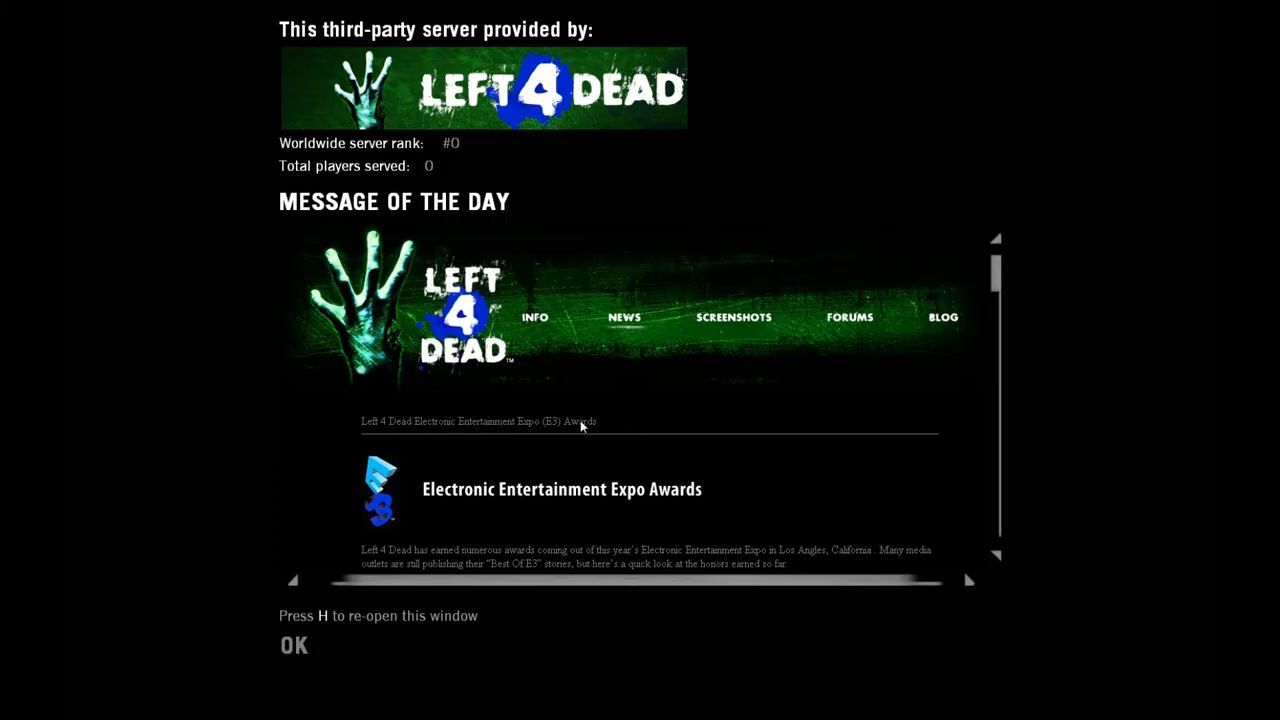 This third-party server provided by:
LEFT 4 DEAD
Worldwide server rank: #0
Total players served: 0
MESSAGE OF THE DAY
LEFT
4
DEAD™
INFO NEWS SCREENSHOTS FORUMS BLOG
Left 4 Dead Electronic Entertainment Expo (E3) Awards
E3
Electronic Entertainment Expo Awards
Left 4 Dead has earned numerous awards coming out of this year's Electronic Entertainment Expo in Los Angles, California . Many media
outlets are still publishing their "Best Of E3" stories, but here's a quick look at the honors earned so far:
Press H to re-open this window
OK